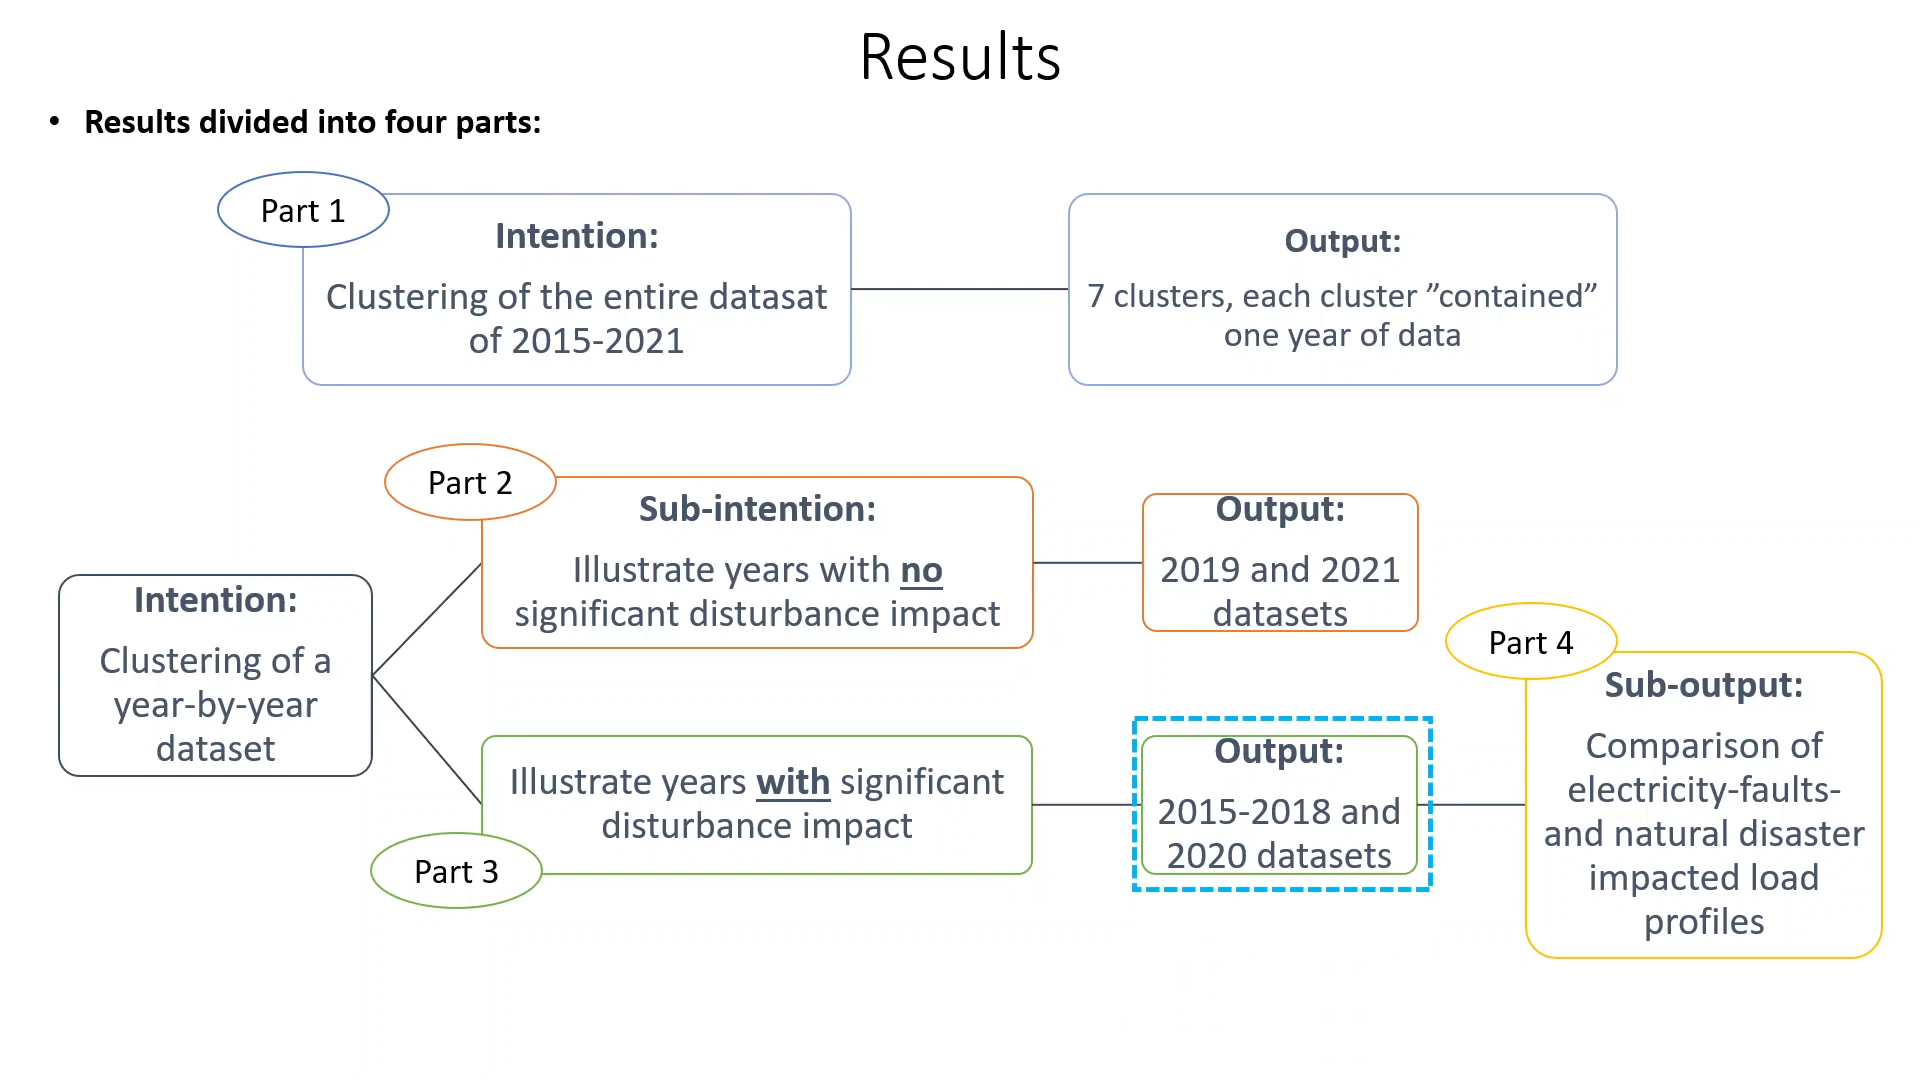 Results
• Results divided into four parts:
Part 1
Intention:
Clustering of the entire datasat
of 2015-2021
Output:
7 clusters, each cluster ”contained”
one year of data
Intention:
Clustering of a
year-by-year
dataset
Part 2
Sub-intention:
Illustrate years with no
significant disturbance impact
Output:
2019 and 2021
datasets
Part 3
Illustrate years with significant
disturbance impact
Output:
2015-2018 and
2020 datasets
Part 4
Sub-output:
Comparison of
electricity-faults-
and natural disaster
impacted load
profiles